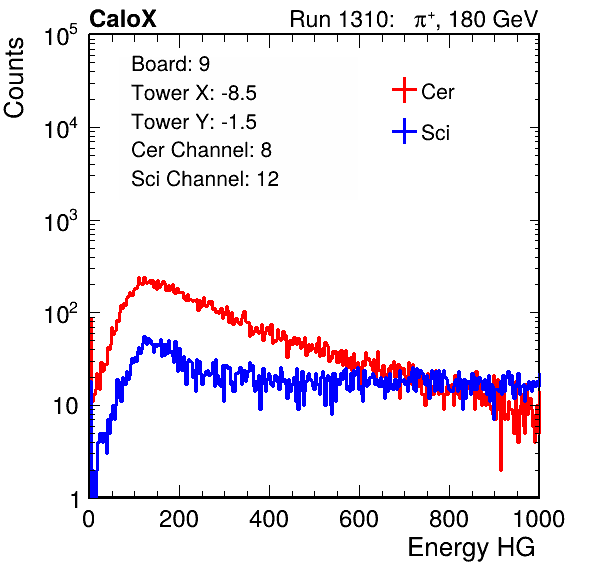 CaloX Run 1310: π⁺, 180 GeV
Counts
10⁵
10⁴
10³
10²
10
1
Board: 9
Tower X: -8.5
Tower Y: -1.5
Cer Channel: 8
Sci Channel: 12
Cer
Sci
0 200 400 600 800 1000
Energy HG